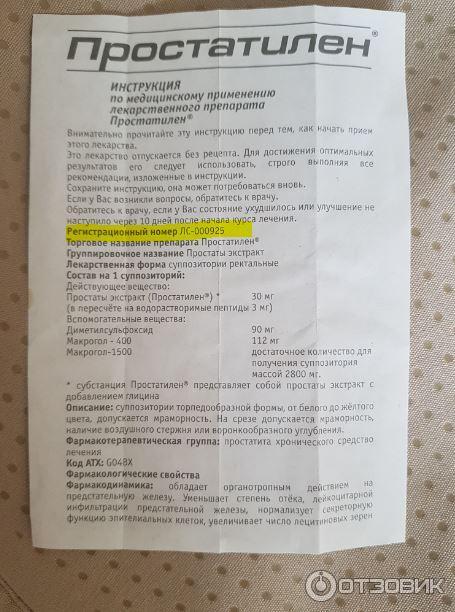 Простатилен®
ИНСТРУКЦИЯ
по медицинскому применению
лекарственного препарата
Простатилен®
Внимательно прочитайте эту инструкцию перед тем, как начать прием
этого лекарства.
Это лекарство отпускается без рецепта. Для достижения оптимальных
результатов его следует использовать, строго выполняя все
рекомендации, изложенные в инструкции.
Сохраните инструкцию, она может потребоваться вновь.
Если у Вас возникли вопросы, обратитесь к врачу.
Обратитесь к врачу, если у Вас состояние ухудшилось или улучшение не
наступило через 10 дней после начала курса лечения.
Регистрационный номер ЛС-000925
Торговое название препарата Простатилен®
Группировочное название Простаты экстракт
Лекарственная форма суппозитории ректальные
Состав на 1 суппозиторий:
Действующее вещество:
Простаты экстракт (Простатилен®) * 30 мг
(в пересчёте на водорастворимые пептиды 3 мг)
Вспомогательные вещества:
Диметилсульфоксид 90 мг
Макрогол - 400 112 мг
Макрогол-1500 достаточное количество для
получения суппозитория
массой 2800 мг.
* субстанция Простатилен® представляет собой простаты экстракт с
добавлением глицина
Описание: суппозитории торпедообразной формы, от белого до жёлтого
цвета, допускается мраморность. На срезе допускается мраморность,
наличие воздушного стержня или воронкообразного углубления.
Фармакотерапевтическая группа: простатита хронического средство
лечения
Код АТХ: G04BX
Фармакологические свойства
Фармакодинамика: обладает органотропным действием на
предстательную железу. Уменьшает степень отёка, лейкоцитарной
инфильтрации предстательной железы, нормализует секреторную
функцию эпителиальных клеток, увеличивает число лецитиновых зерен
ОТЗОВИК